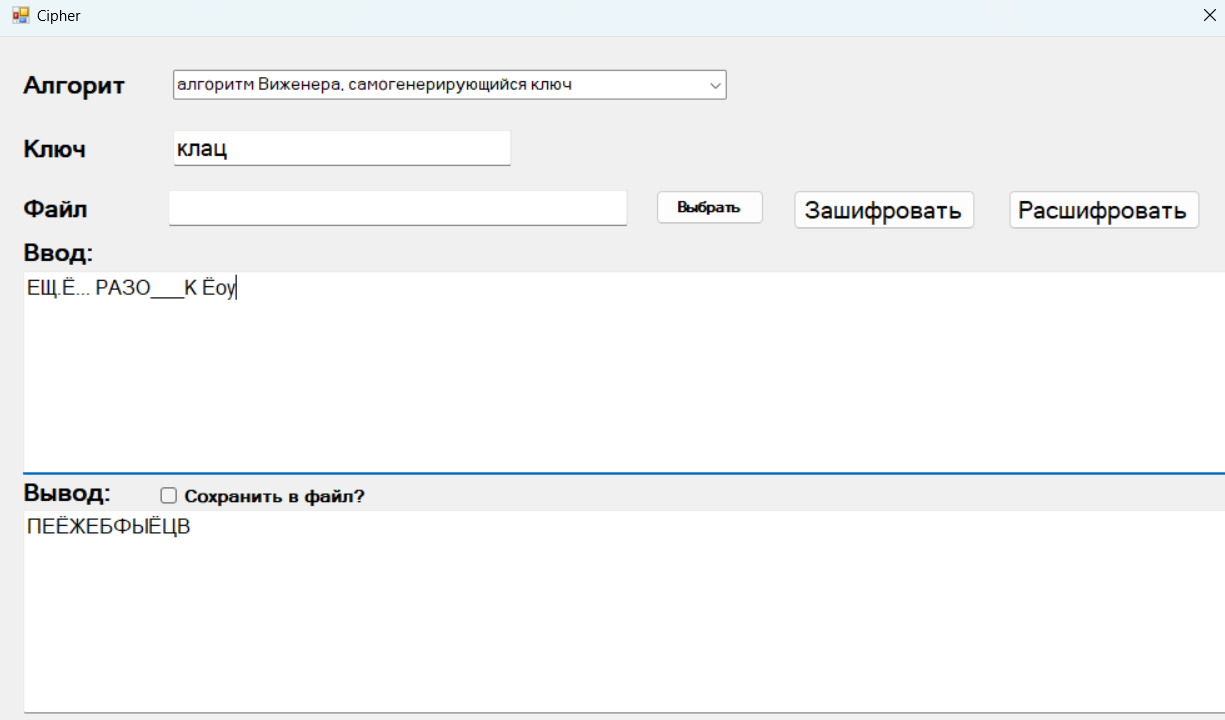 Cipher
Алгорит алгоритм Виженера, самогенерирующийся ключ
Ключ клац
Файл Выбрать Зашифровать Расшифровать
Ввод:
ЕЩ.Ё... РАЗО___К Ёоу
Вывод: Сохранить в файл?
ПЕЁЖЕБФЫЁЦВ